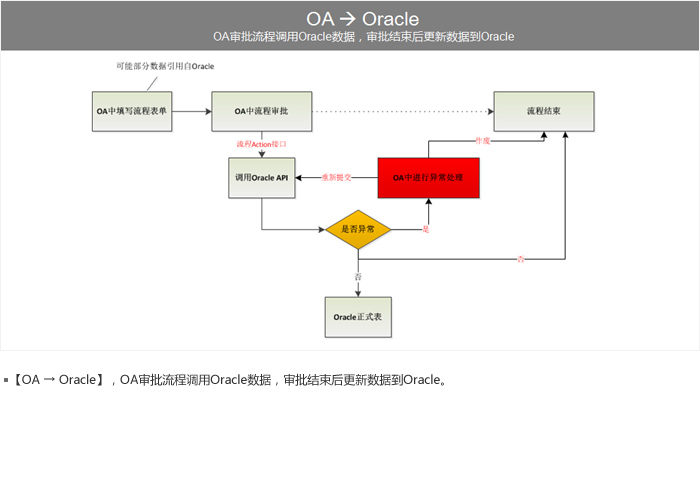 OA → Oracle
OA审批流程调用Oracle数据，审批结束后更新数据到Oracle
可能部分数据引用自Oracle
OA中填写流程表单
OA中流程审批
流程结束
流程Action接口
作废
调用Oracle API
重新提交
OA中进行异常处理
是否异常
是
否
否
Oracle正式表
【OA → Oracle】，OA审批流程调用Oracle数据，审批结束后更新数据到Oracle。